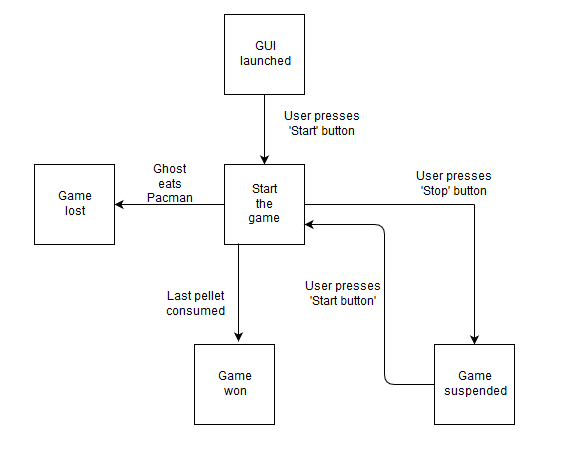 GUI
launched
User presses
'Start' button
Ghost
eats
Pacman
User presses
'Stop' button
Game
lost
Start
the
game
User presses
'Start button'
Last pellet
consumed
Game
won
Game
suspended